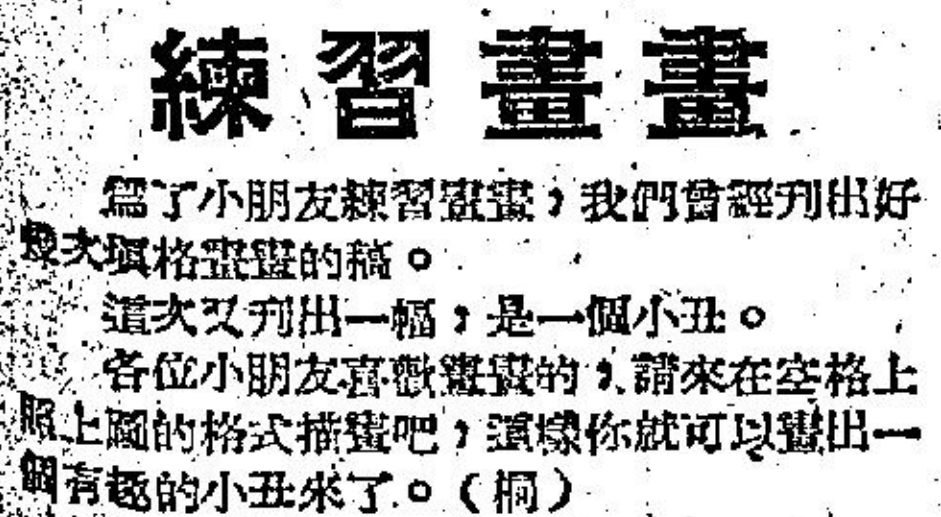 練習畫畫
爲了小朋友練習畫畫，我們曾經刋出好
幾次塡格畫畫的稿。
這次又刋出一幅，是一個小丑。
各位小朋友喜歡畫畫的，請來在空格上
照上圖的格式描畫吧，這樣你就可以畫出一
個有趣的小丑來了。（桐）